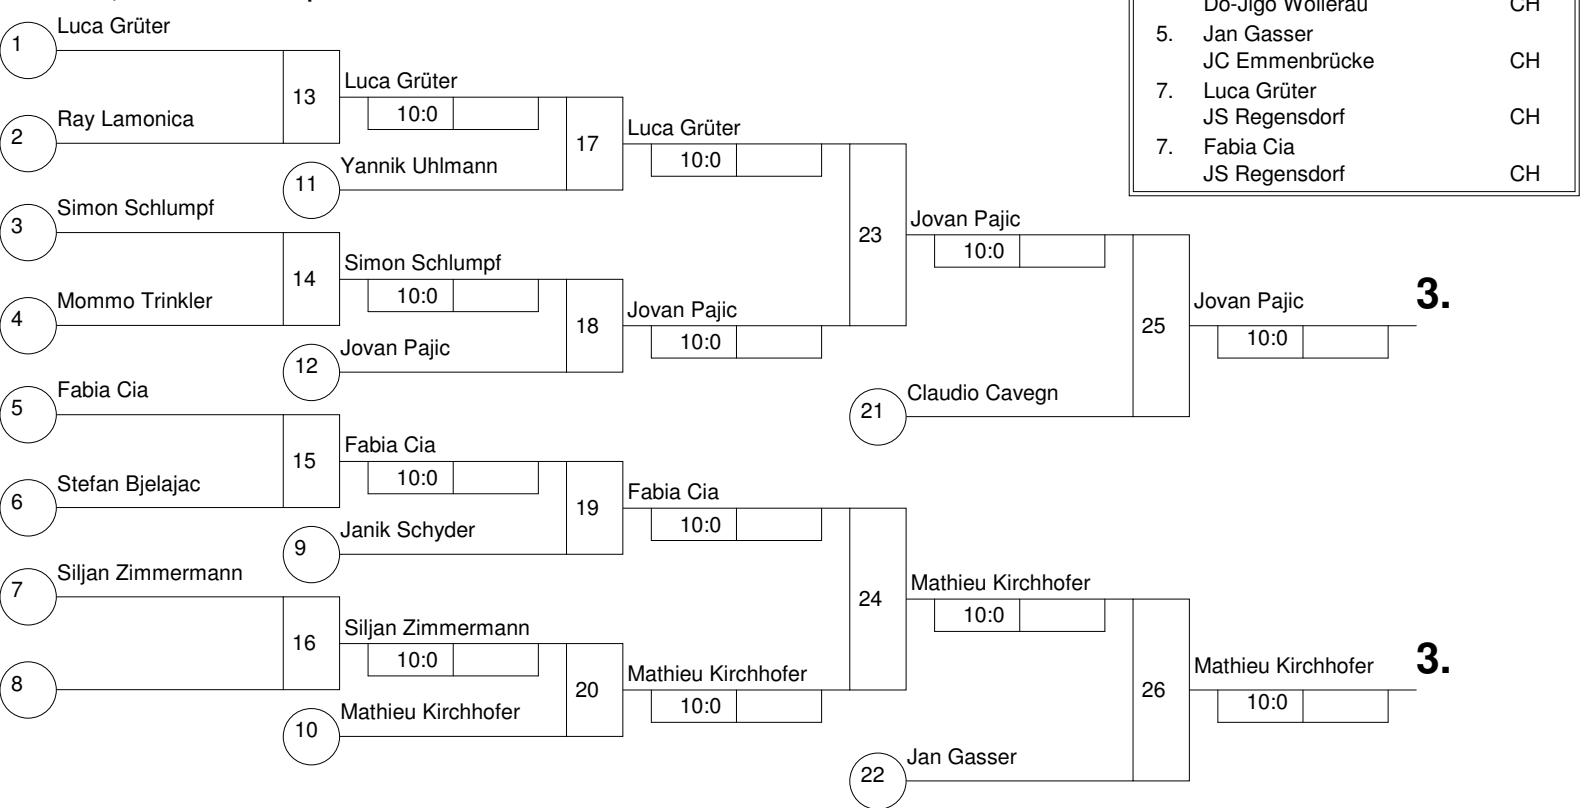 Do-Jigo Wollerau CH
5. Jan Gasser
JC Emmenbrücke CH
7. Luca Grüter
JS Regensdorf CH
7. Fabia Cia
JS Regensdorf CH
1 Luca Grüter
13 Luca Grüter
10:0
2 Ray Lamonica
17 Luca Grüter
10:0
11 Yannik Uhlmann
3 Simon Schlumpf
23 Jovan Pajic
10:0
14 Simon Schlumpf
10:0
4 Mommo Trinkler
18 Jovan Pajic
10:0
25 Jovan Pajic 3.
10:0
12 Jovan Pajic
5 Fabia Cia
21 Claudio Cavegn
15 Fabia Cia
10:0
6 Stefan Bjelajac
19 Fabia Cia
10:0
9 Janik Schyder
7 Siljan Zimmermann
24 Mathieu Kirchhofer
10:0
16 Siljan Zimmermann
10:0
8
20 Mathieu Kirchhofer
10:0
26 Mathieu Kirchhofer 3.
10:0
10 Mathieu Kirchhofer
22 Jan Gasser